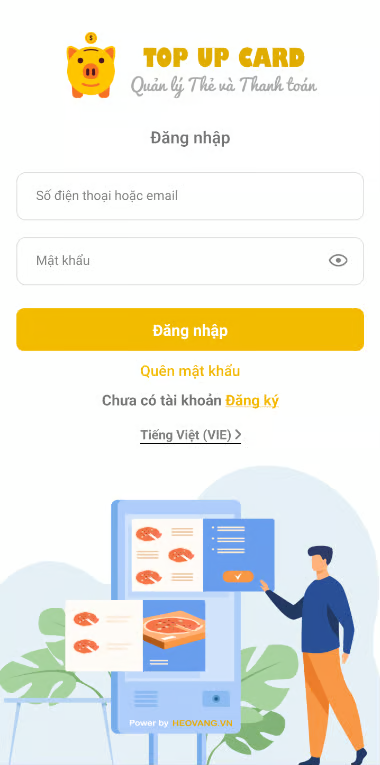 TOP UP CARD
Quản lý Thẻ và Thanh toán
Đăng nhập
Số điện thoại hoặc email
Mật khẩu
Đăng nhập
Quên mật khẩu
Chưa có tài khoản Đăng ký
Tiếng Việt (VIE)
Power by HEOVANG.VN